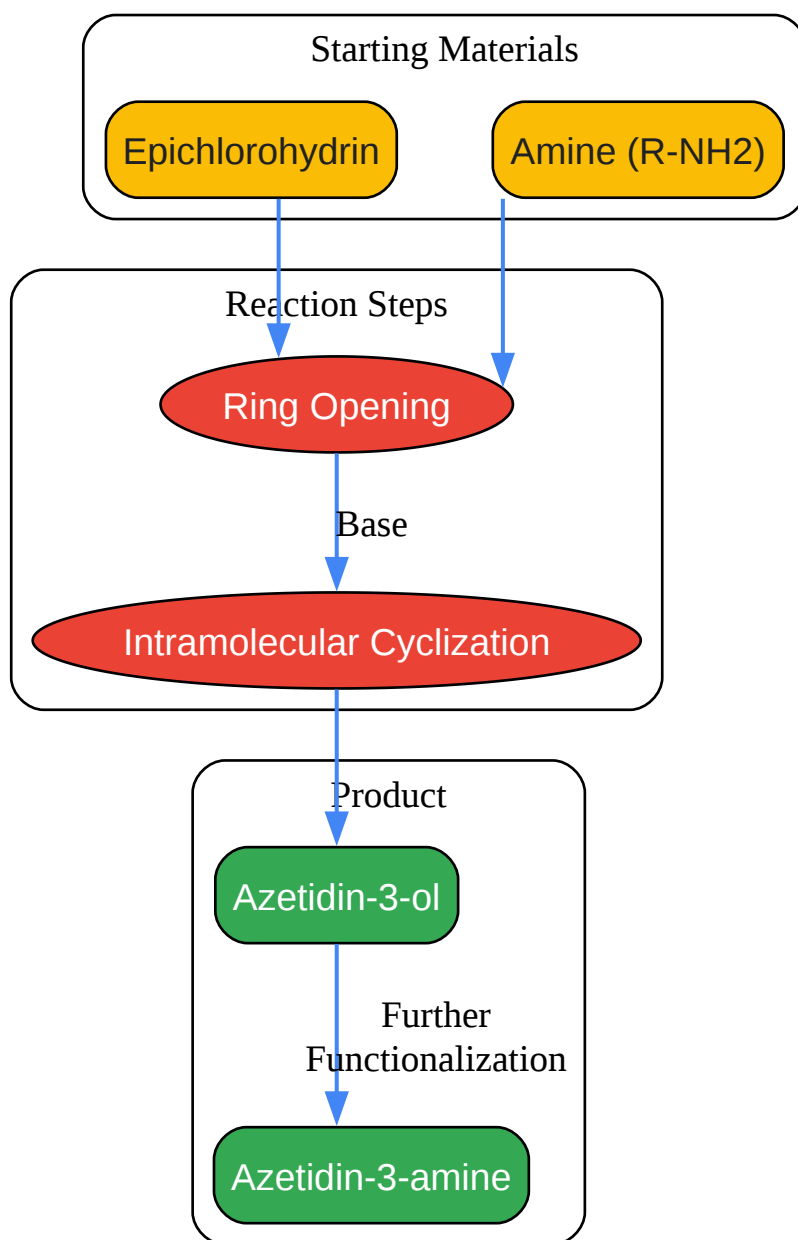 Starting Materials
Epichlorohydrin
Amine (R-NH2)
Reaction Steps
Ring Opening
Base
Intramolecular Cyclization
Product
Azetidin-3-ol
Further
Functionalization
Azetidin-3-amine